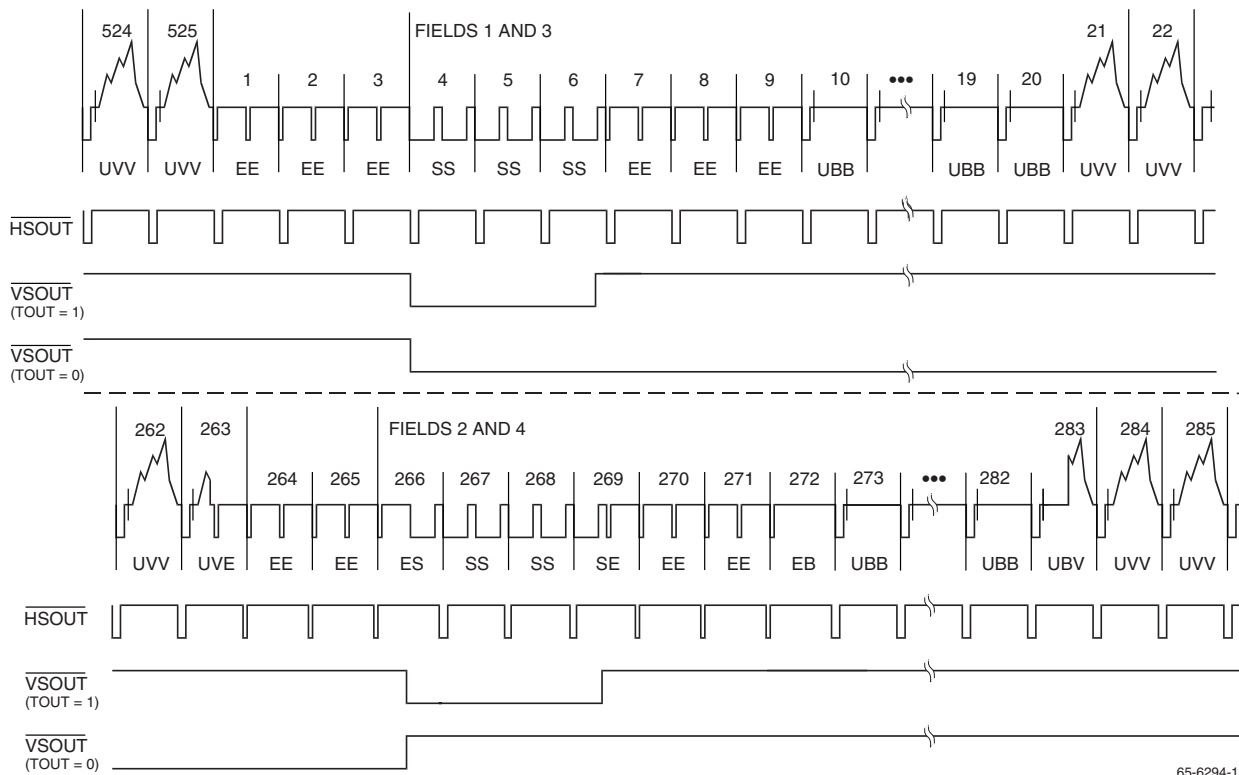 524 525 FIELDS 1 AND 3 21 22
1 2 3 4 5 6 7 8 9 10 ••• 19 20
UVV UVV EE EE EE SS SS SS EE EE EE UBB UBB UBB UVV UVV
HSOUT
VSOUT
(TOUT = 1)
VSOUT
(TOUT = 0)
262 263 FIELDS 2 AND 4 283 284 285
264 265 266 267 268 269 270 271 272 273 ••• 282
UVV UVE EE EE ES SS SS SE EE EE EB UBB UBB UBV UVV UVV
HSOUT
VSOUT
(TOUT = 1)
VSOUT
(TOUT = 0)
65-6294-1